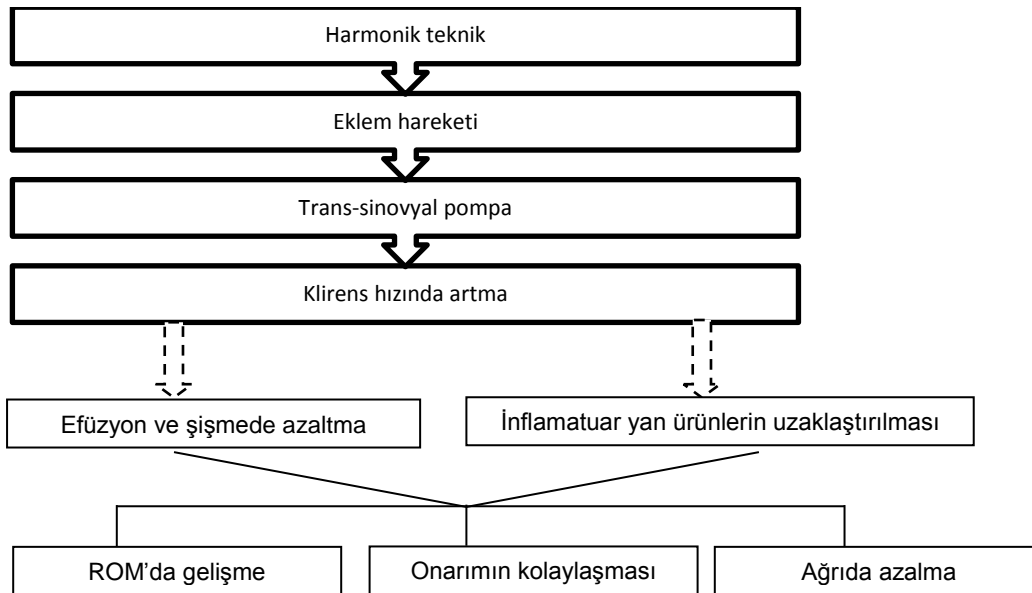 Harmonik teknik
Eklem hareketi
Trans-sinovyal pompa
Klirens hızında artma
Efüzyon ve şişmede azaltma
İnflamatuar yan ürünlerin uzaklaştırılması
ROM’da gelişme
Onarımın kolaylaşması
Ağrıda azalma